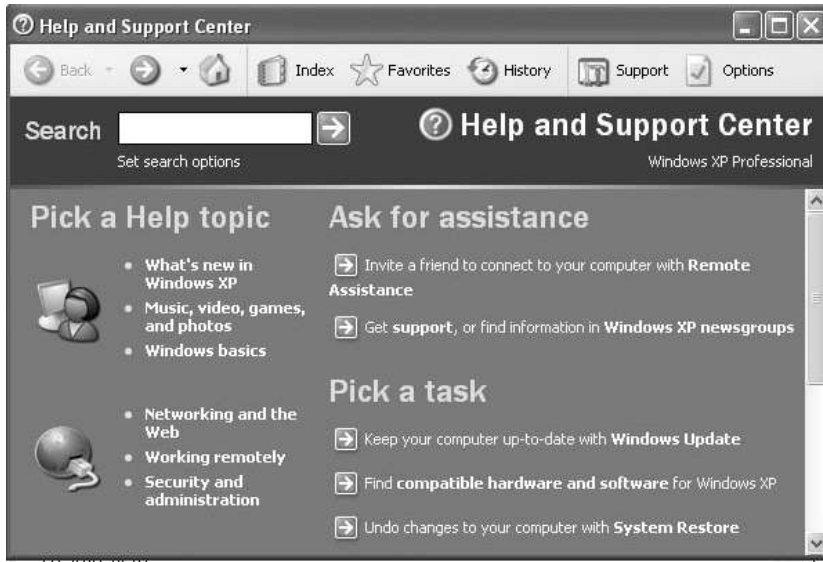 Help and Support Center
Back
Index
Favorites
History
Support
Options
Search
Set search options
Help and Support Center
Windows XP Professional
Pick a Help topic
What's new in
Windows XP
Music, video, games,
and photos
Windows basics
Networking and the
Web
Working remotely
Security and
administration
Ask for assistance
Invite a friend to connect to your computer with Remote
Assistance
Get support, or find information in Windows XP newsgroups
Pick a task
Keep your computer up-to-date with Windows Update
Find compatible hardware and software for Windows XP
Undo changes to your computer with System Restore